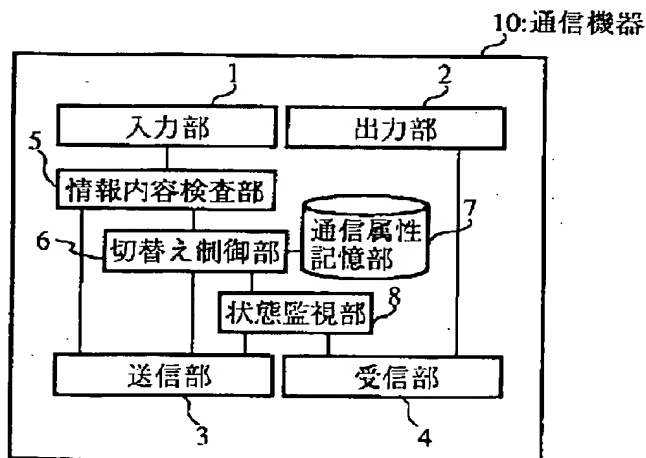 10:通信機器
1
2
入力部
出力部
5
情報内容検査部
6
切替え制御部
通信属性
記憶部
7
状態監視部
8
送信部
受信部
3
4